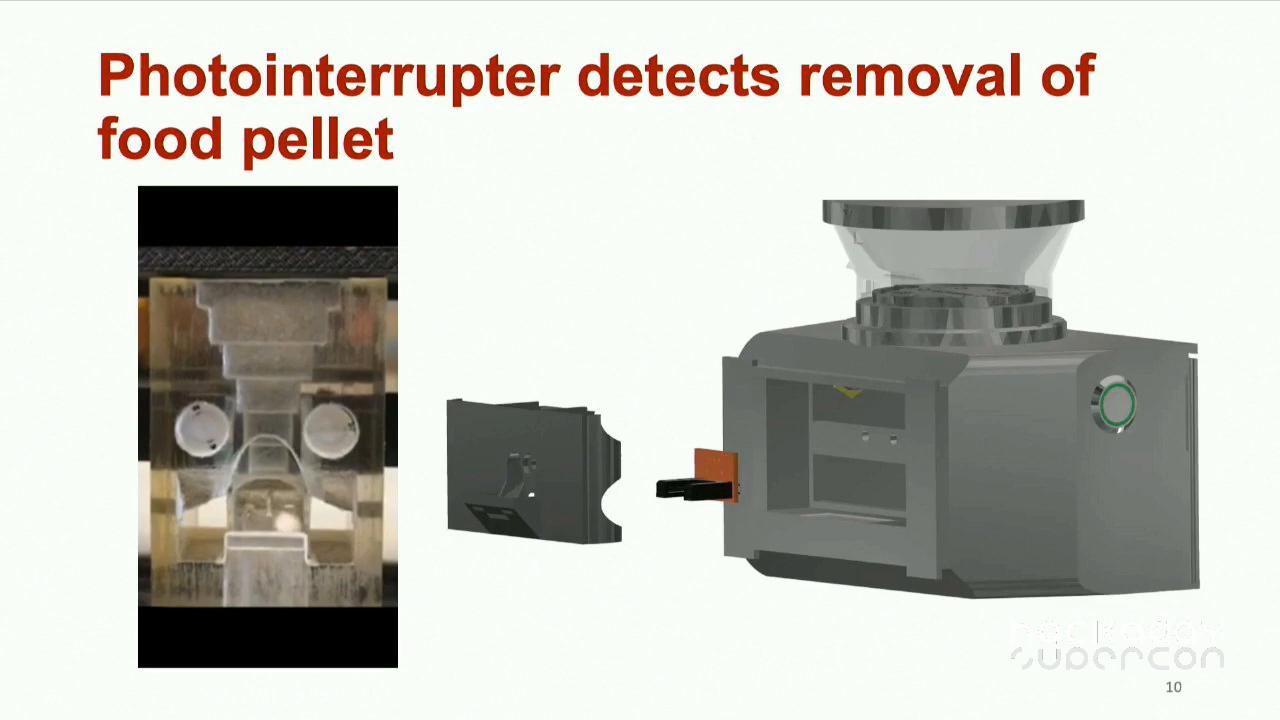 Photointerrupter detects removal of
food pellet
hackaday
supercon
10